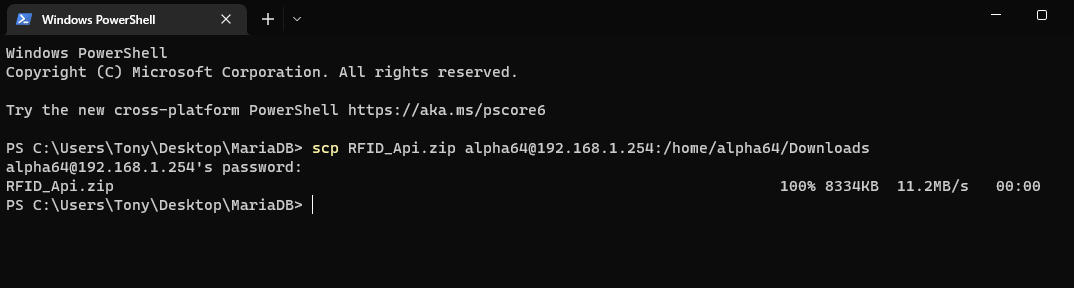 Windows PowerShell
Windows PowerShell
Copyright (C) Microsoft Corporation. All rights reserved.
Try the new cross-platform PowerShell https://aka.ms/pscore6
PS C:\Users\Tony\Desktop\MariaDB> scp RFID_Api.zip alpha64@192.168.1.254:/home/alpha64/Downloads
alpha64@192.168.1.254's password:
RFID_Api.zip 100% 8334KB 11.2MB/s 00:00
PS C:\Users\Tony\Desktop\MariaDB>